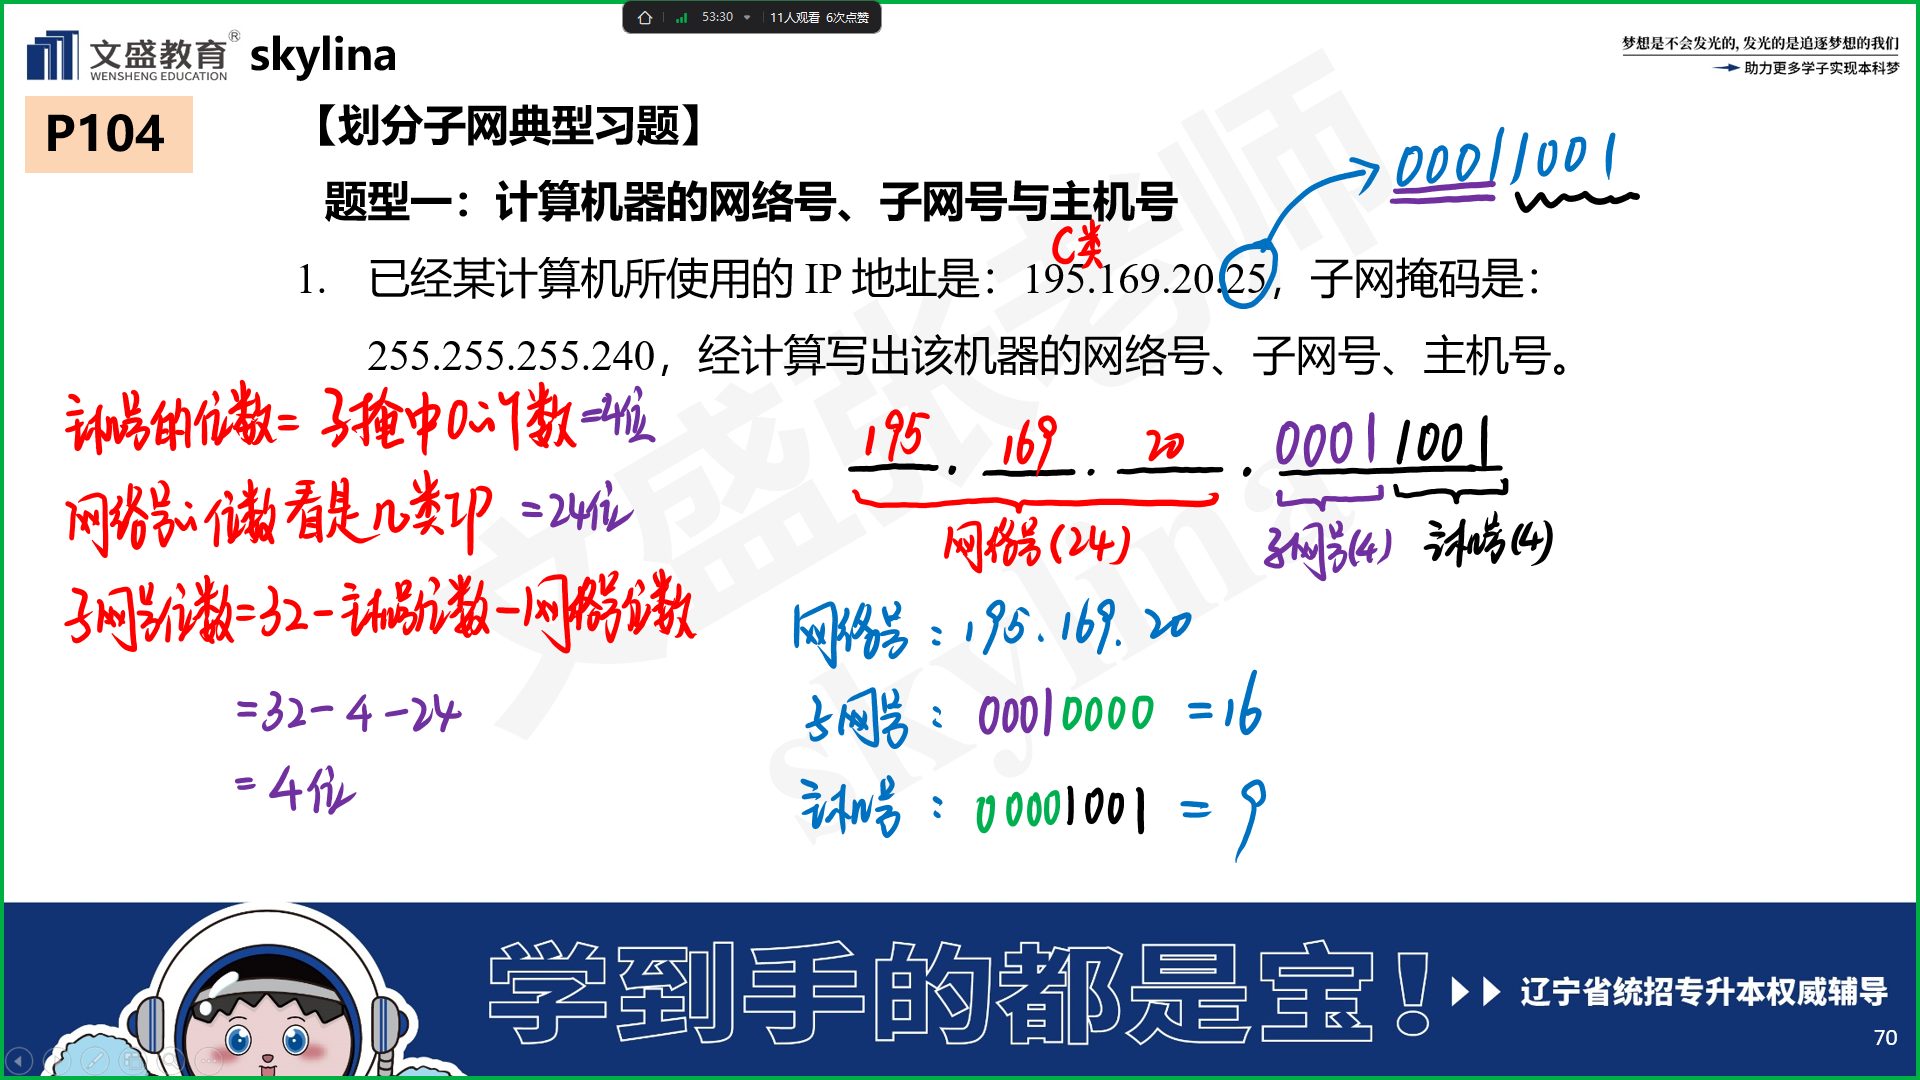 53:30 11人观看 6次点赞
文盛教育® skylina
WENSHENG EDUCATION
梦想是不会发光的, 发光的是追逐梦想的我们
助力更多学子实现本科梦
P104
【划分子网典型习题】
00011001
题型一：计算机器的网络号、子网号与主机号
C类
1. 已经某计算机所使用的 IP 地址是：195.169.20.25，子网掩码是：
255.255.255.240，经计算写出该机器的网络号、子网号、主机号。
主机号的位数= 子掩中0的个数=4位
195 . 169 . 20 . 0001 1001
网络号的位数看是几类IP =24位
网络号(24) 子网号(4) 主机号(4)
子网号位数=32-主机号位数-网络号位数
网络号：195.169.20
=32-4-24
子网号：00010000 =16
=4位
主机号：00001001 =9
文盛张老师
skylina
学到手的都是宝！
辽宁省统招专升本权威辅导
70